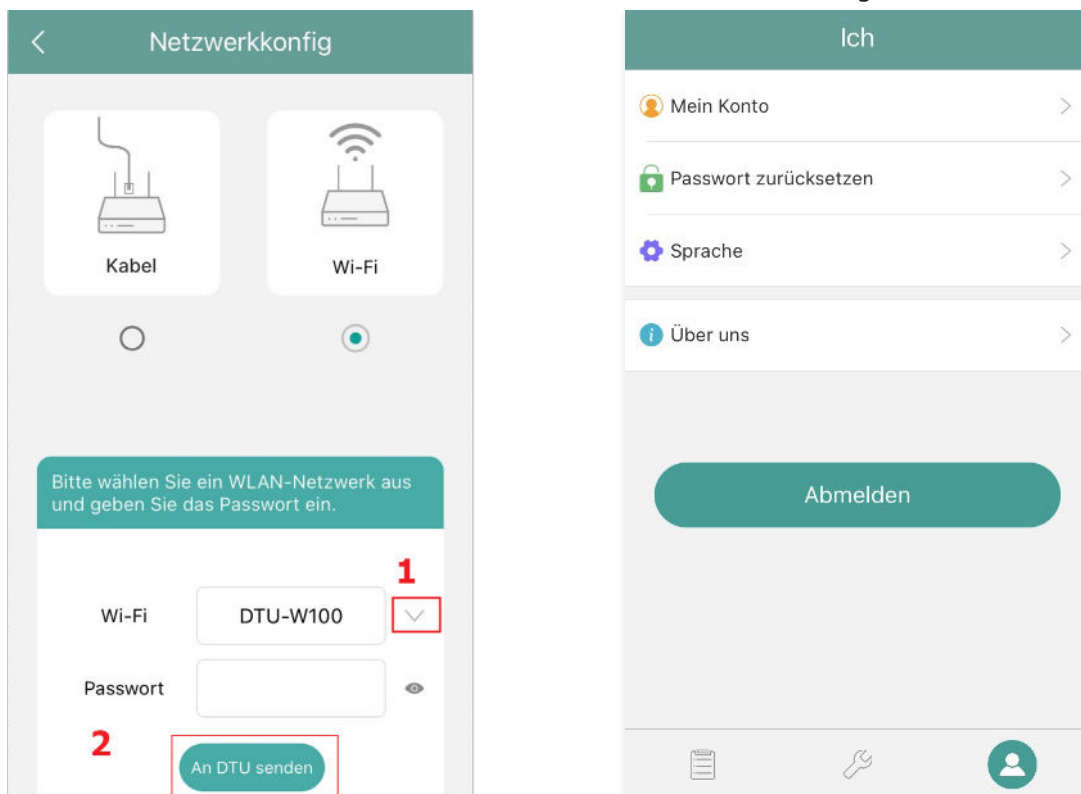 Netzwerkkonfig
Kabel
Wi-Fi
Bitte wählen Sie ein WLAN-Netzwerk aus
und geben Sie das Passwort ein.
1
Wi-Fi
DTU-W100
Passwort
2
An DTU senden
Ich
Mein Konto
Passwort zurücksetzen
Sprache
Über uns
Abmelden